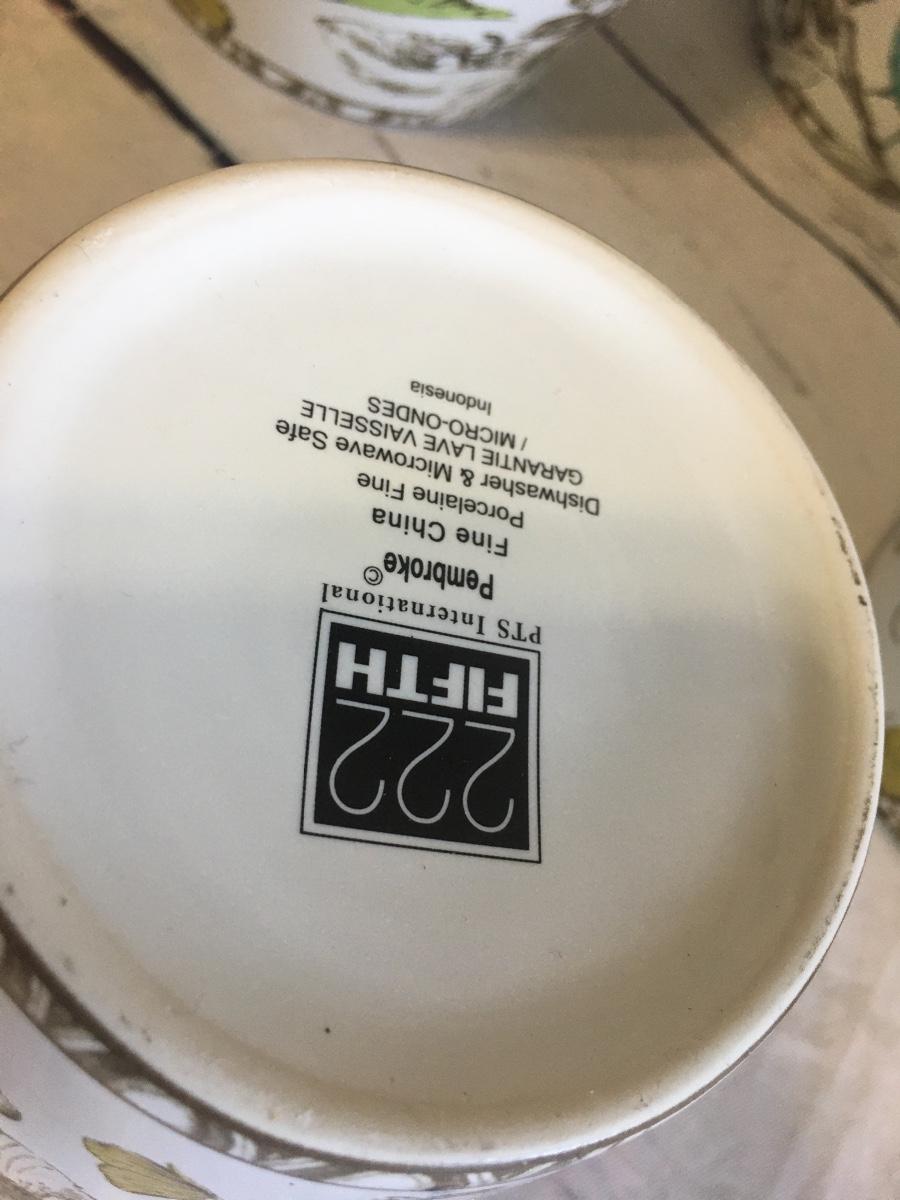 222
FIFTH
PTS International
Pembroke©
Fine China
Porcelaine Fine
Dishwasher & Microwave Safe
GARANTIE LAVE VAISSELLE
/ MICRO-ONDES
Indonesia